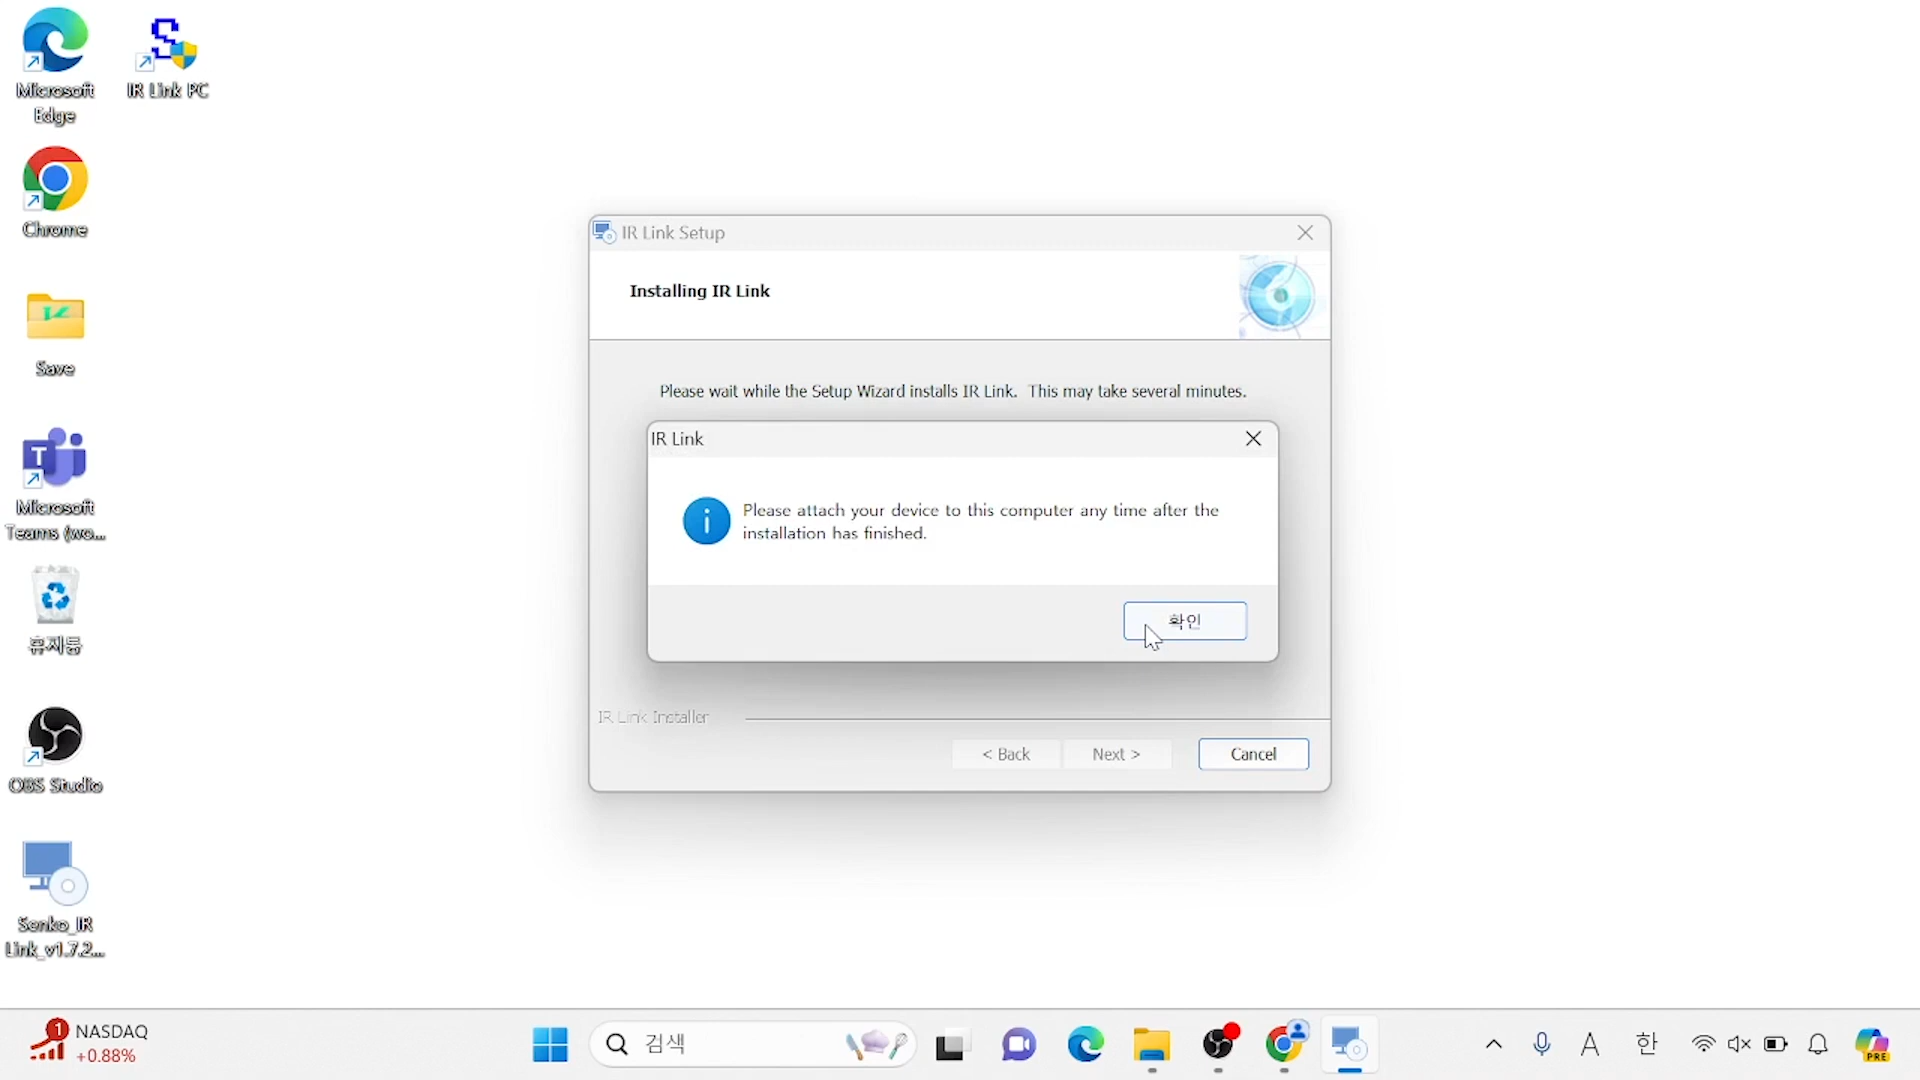 Microsoft
Edge
IR Link PC
Chrome
Save
T
Microsoft
Teams (wo...
휴지통
OBS Studio
Senko_IR
Link_v1.7.2...
IR Link Setup
Installing IR Link
Please wait while the Setup Wizard installs IR Link. This may take several minutes.
IR Link
Please attach your device to this computer any time after the
installation has finished.
확인
IR Link Installer
< Back
Next >
Cancel
1
NASDAQ
+0.88%
검색
A
한
PRE